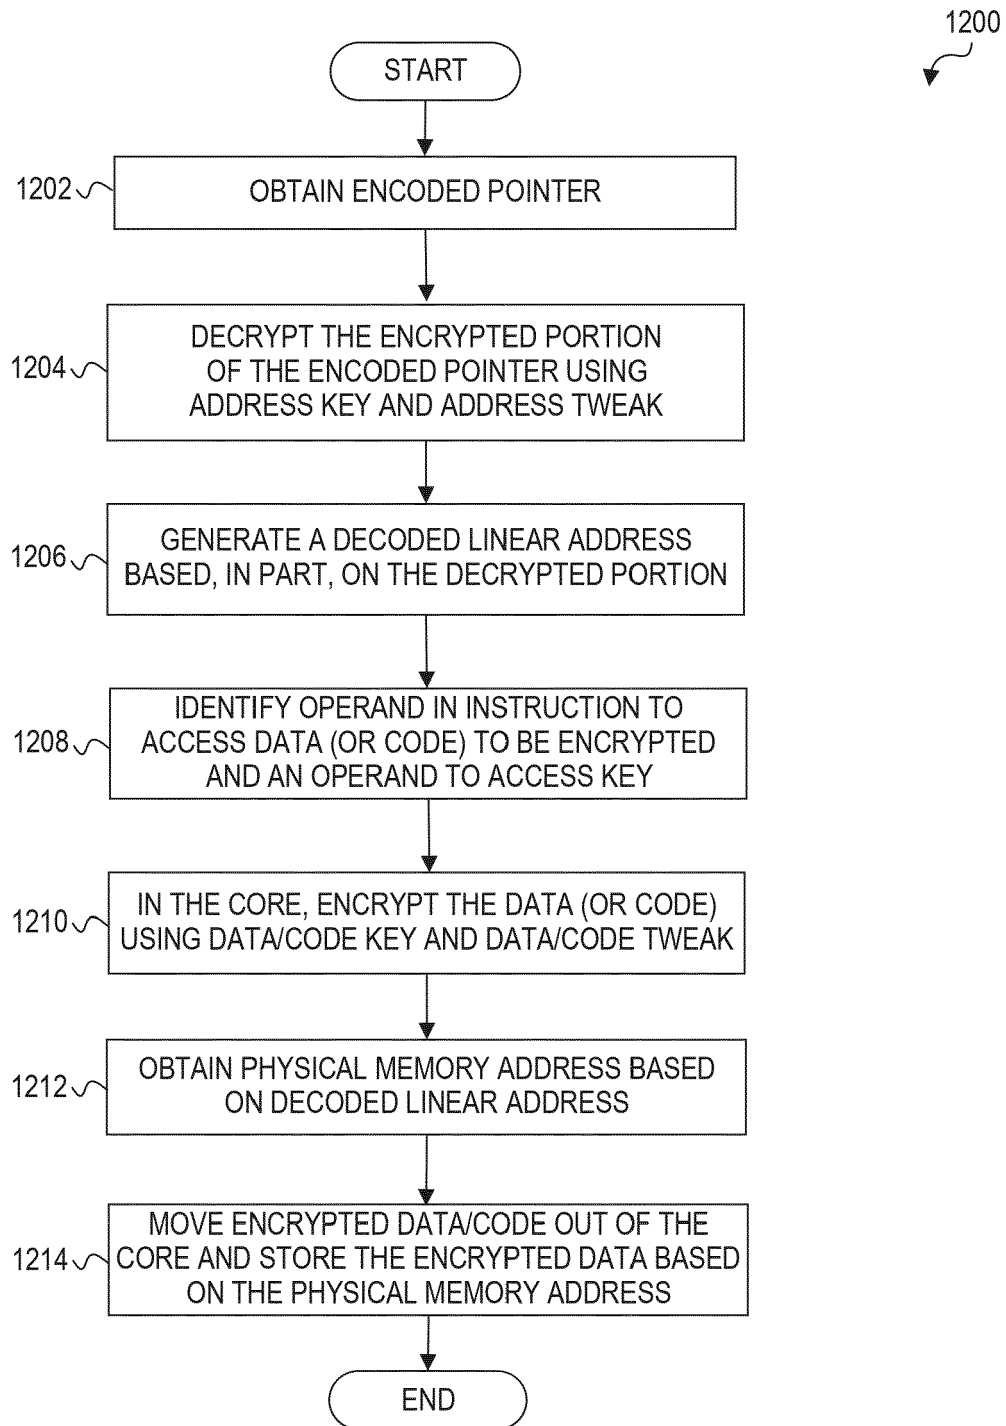 1200
START
1202
OBTAIN ENCODED POINTER
1204
DECRYPT THE ENCRYPTED PORTION
OF THE ENCODED POINTER USING
ADDRESS KEY AND ADDRESS TWEAK
1206
GENERATE A DECODED LINEAR ADDRESS
BASED, IN PART, ON THE DECRYPTED PORTION
1208
IDENTIFY OPERAND IN INSTRUCTION TO
ACCESS DATA (OR CODE) TO BE ENCRYPTED
AND AN OPERAND TO ACCESS KEY
1210
IN THE CORE, ENCRYPT THE DATA (OR CODE)
USING DATA/CODE KEY AND DATA/CODE TWEAK
1212
OBTAIN PHYSICAL MEMORY ADDRESS BASED
ON DECODED LINEAR ADDRESS
1214
MOVE ENCRYPTED DATA/CODE OUT OF THE
CORE AND STORE THE ENCRYPTED DATA BASED
ON THE PHYSICAL MEMORY ADDRESS
END